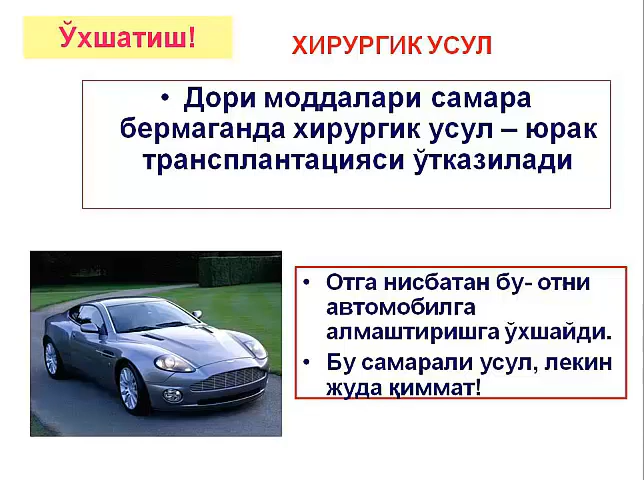 Ўхшатиш!
ХИРУРГИК УСУЛ
• Дори моддалари самара
бермаганда хирургик усул – юрак
трансплантацияси ўтказилади
• Отга нисбатан бу- отни
автомобилга
алмаштиришга ўхшайди.
• Бу самарали усул, лекин
жуда қиммат!